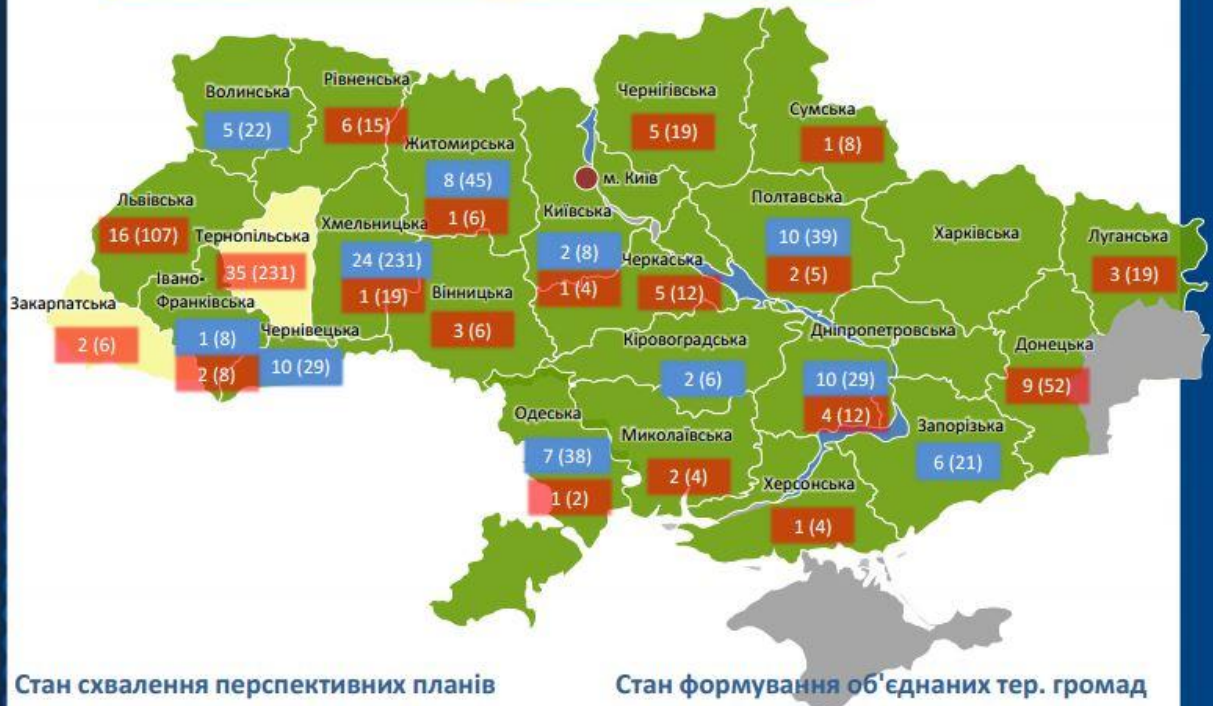 Волинська
5 (22)
Рівненська
6 (15)
Житомирська
8 (45)
1 (6)
Чернігівська
5 (19)
Сумська
1 (8)
м. Київ
Київська
2 (8)
1 (4)
Львівська
16 (107)
Тернопільська
35 (231)
Хмельницька
24 (231)
1 (19)
Вінницька
3 (6)
Черкаська
5 (12)
Полтавська
10 (39)
2 (5)
Харківська
Луганська
3 (19)
Закарпатська
2 (6)
Івано-
Франківська
1 (8)
2 (8)
Чернівецька
10 (29)
Кіровоградська
2 (6)
Дніпропетровська
10 (29)
4 (12)
Донецька
9 (52)
Одеська
7 (38)
1 (2)
Миколаївська
2 (4)
Херсонська
1 (4)
Запорізька
6 (21)
Стан схвалення перспективних планів
Стан формування об'єднаних тер. громад